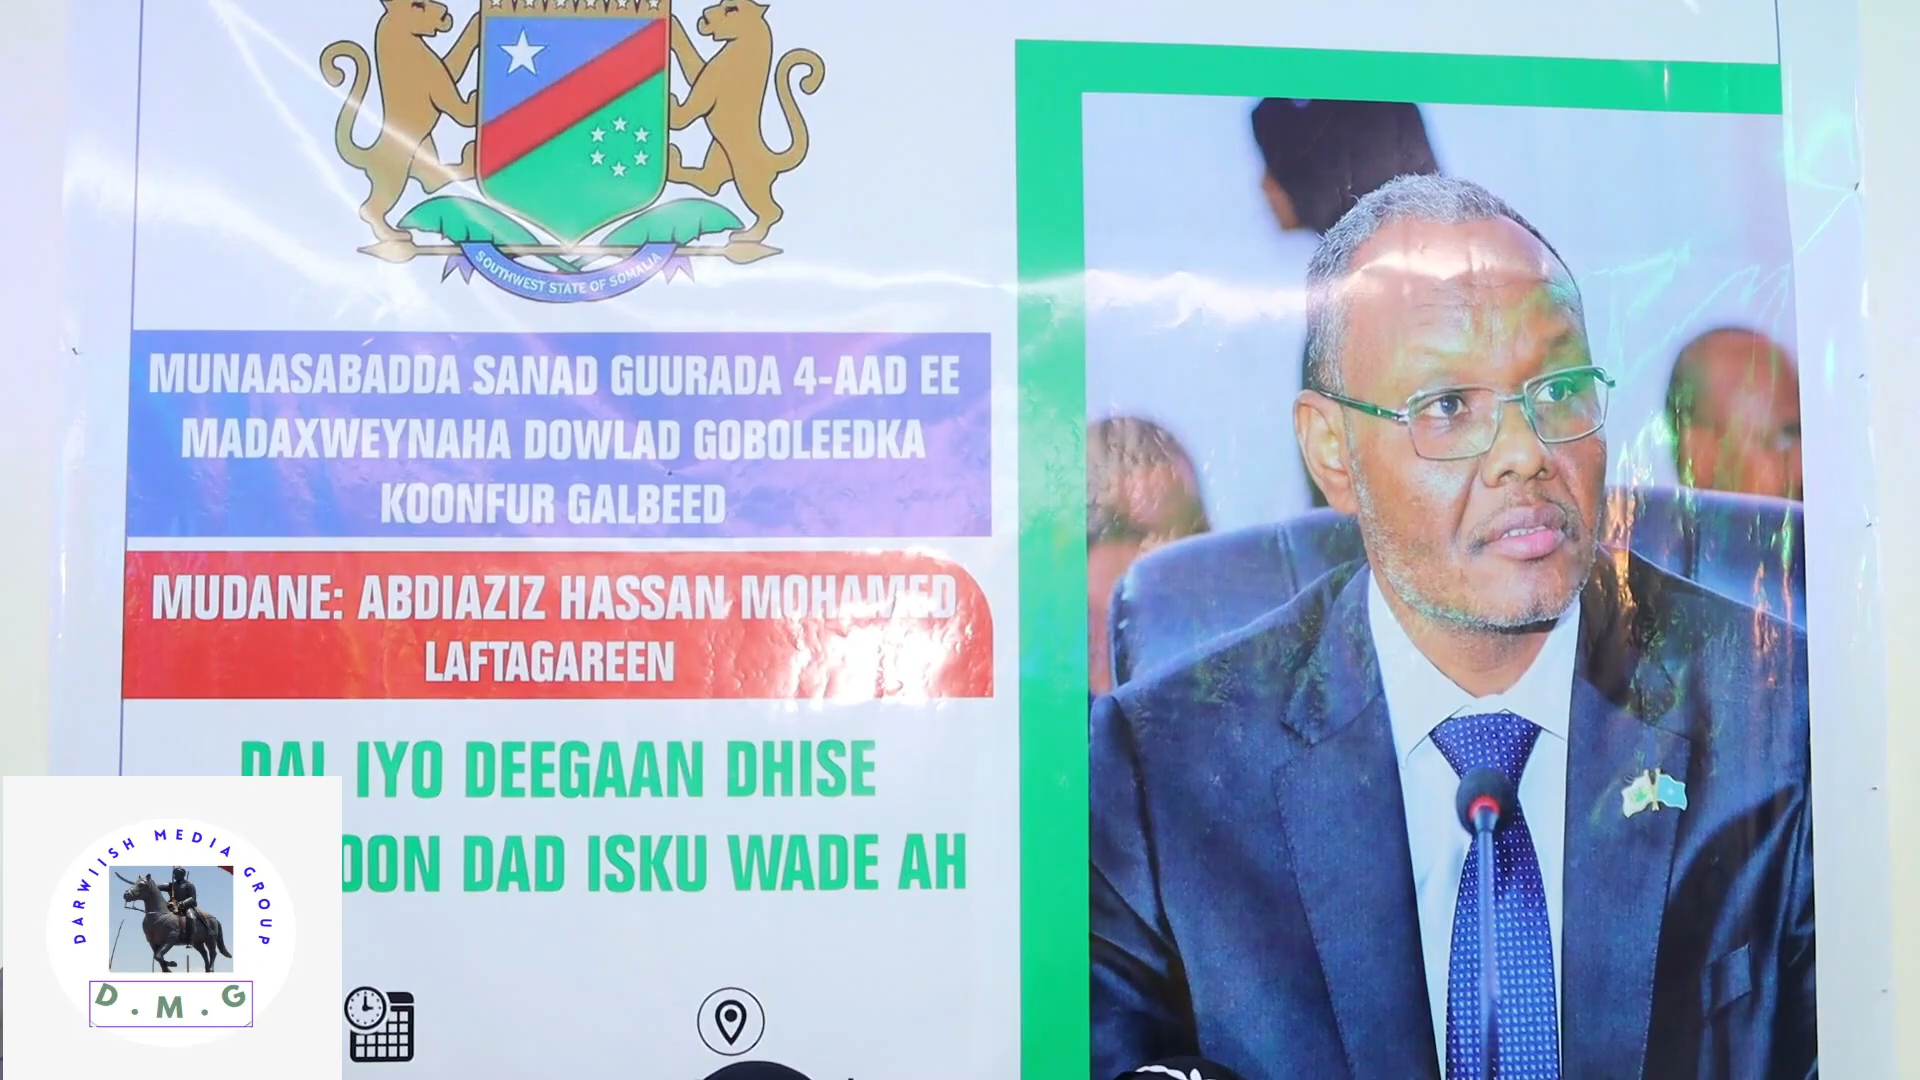 SOUTHWEST STATE OF SOMALIA
MUNAASABADDA SANAD GUURADA 4-AAD EE
MADAXWEYNAHA DOWLAD GOBOLEEDKA
KOONFUR GALBEED
MUDANE: ABDIAZIZ HASSAN MOHAMED
LAFTAGAREEN
IYO DEEGAAN DHISE
DAD ISKU WADE AH
DARWIISH MEDIA GROUP
D.M.G